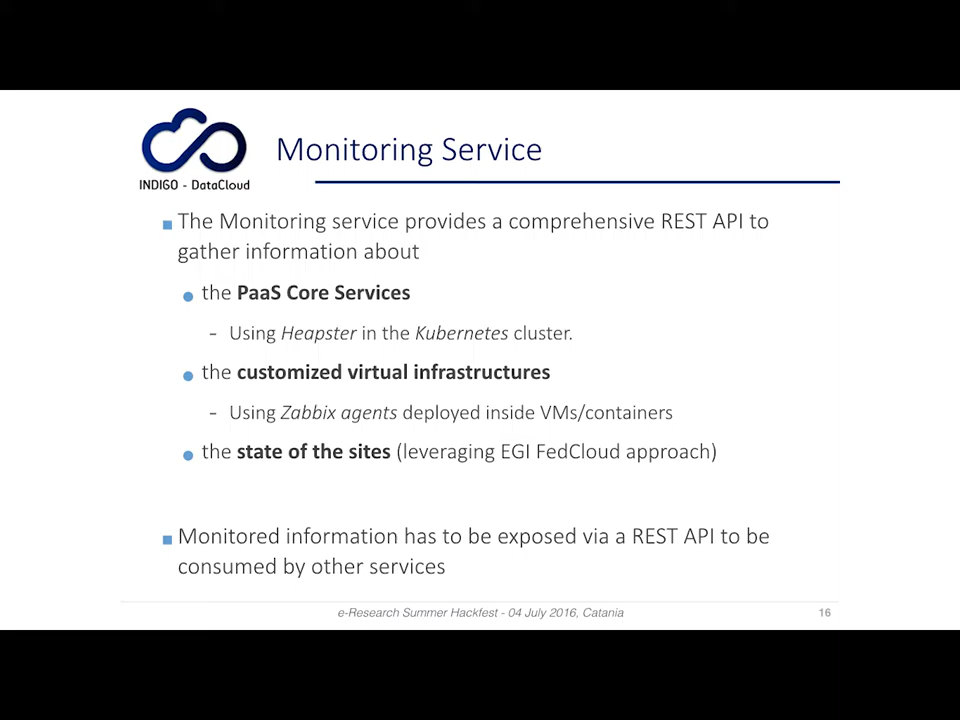 INDIGO - DataCloud
Monitoring Service
The Monitoring service provides a comprehensive REST API to
gather information about
the PaaS Core Services
- Using Heapster in the Kubernetes cluster.
the customized virtual infrastructures
- Using Zabbix agents deployed inside VMs/containers
the state of the sites (leveraging EGI FedCloud approach)
Monitored information has to be exposed via a REST API to be
consumed by other services
e-Research Summer Hackfest - 04 July 2016, Catania
16